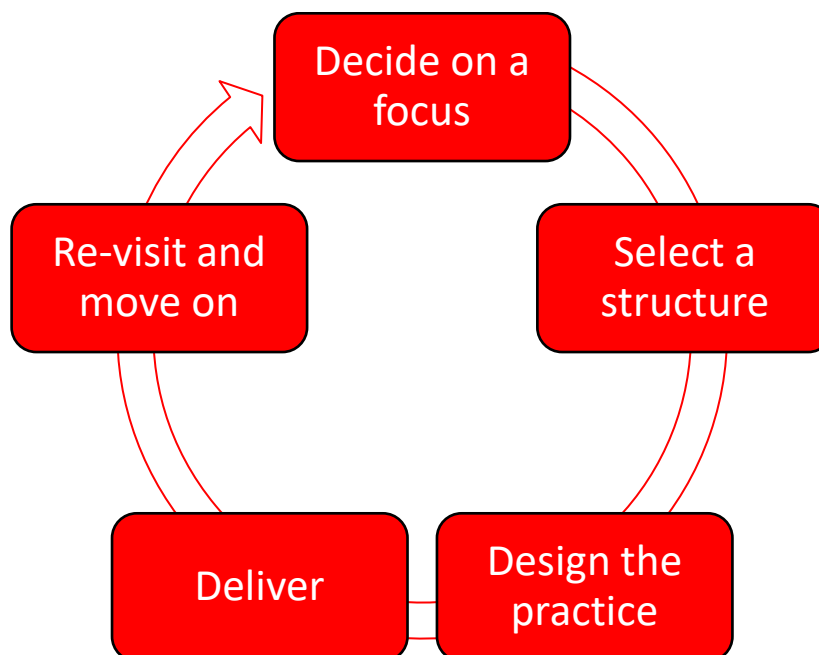 Decide on a
focus
Select a
structure
Design the
practice
Deliver
Re-visit and
move on